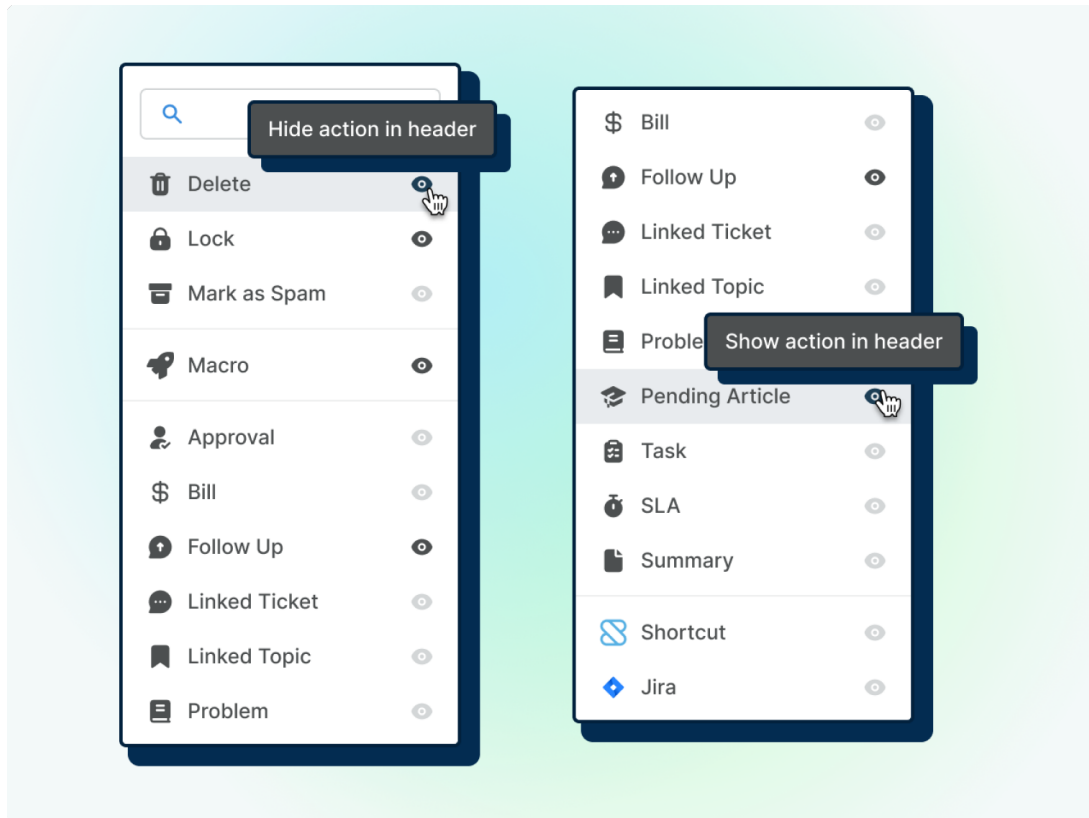 Hide action in header
Delete
Lock
Mark as Spam
Macro
Approval
Bill
Follow Up
Linked Ticket
Linked Topic
Problem
Bill
Follow Up
Linked Ticket
Linked Topic
Proble
Show action in header
Pending Article
Task
SLA
Summary
Shortcut
Jira